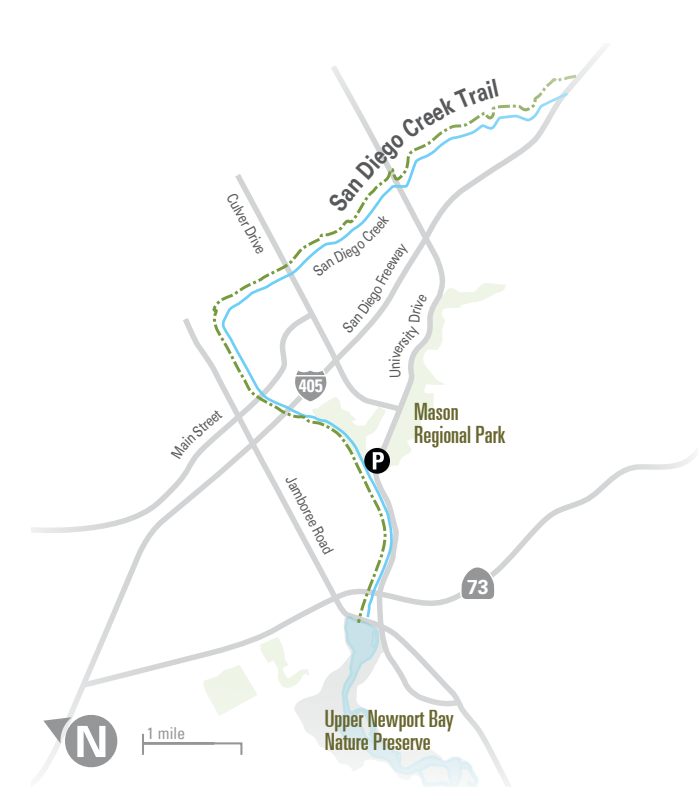 San Diego Creek Trail
Culver Drive
San Diego Creek
San Diego Freeway
University Drive
405
Mason
Regional Park
Main Street
P
Jamboree Road
73
Upper Newport Bay
Nature Preserve
N
1 mile